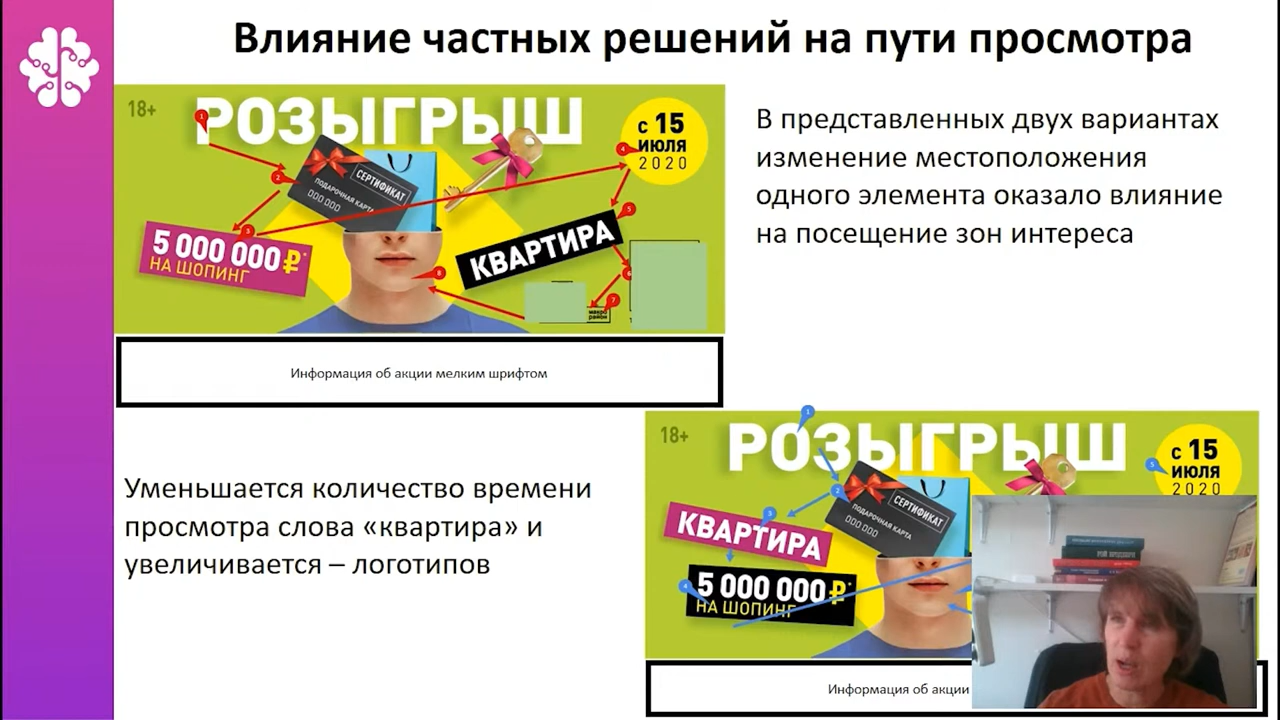 Влияние частных решений на пути просмотра
18+
РОЗЫГРЫШ
с 15
ИЮЛЯ
2020
СЕРТИФИКАТ
ПОДАРОЧНАЯ КАРТА
000 000
5 000 000₽*
НА ШОПИНГ
КВАРТИРА
микро
район
Информация об акции мелким шрифтом
В представленных двух вариантах
изменение местоположения
одного элемента оказало влияние
на посещение зон интереса
Уменьшается количество времени
просмотра слова «квартира» и
увеличивается – логотипов
18+
РОЗЫГРЫШ
с 15
ИЮЛЯ
2020
СЕРТИФИКАТ
ПОДАРОЧНАЯ КАРТА
000 000
КВАРТИРА
5 000 000₽*
НА ШОПИНГ
Информация об акции